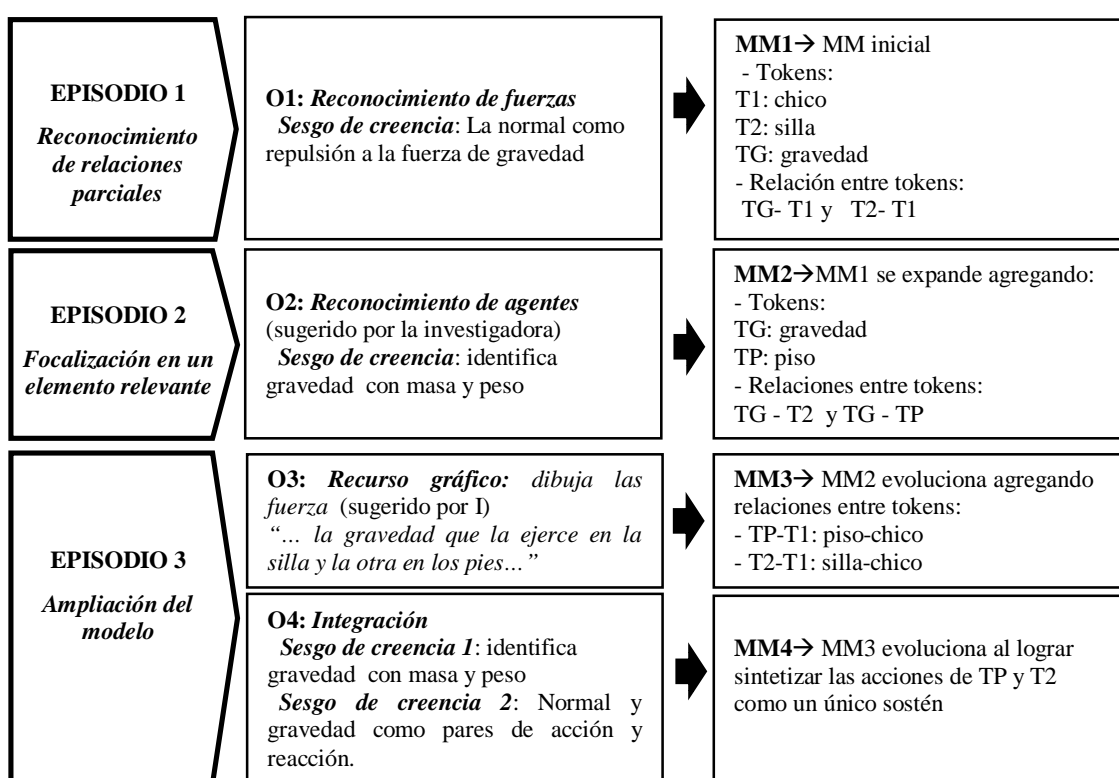 EPISODIO 1
Reconocimiento
de relaciones
parciales
O1: Reconocimiento de fuerzas
Sesgo de creencia: La normal como
repulsión a la fuerza de gravedad
MM1→ MM inicial
- Tokens:
T1: chico
T2: silla
TG: gravedad
- Relación entre tokens:
TG- T1 y T2- T1
EPISODIO 2
Focalización en un
elemento relevante
O2: Reconocimiento de agentes
(sugerido por la investigadora)
Sesgo de creencia: identifica
gravedad con masa y peso
MM2→MM1 se expande agregando:
- Tokens:
TG: gravedad
TP: piso
- Relaciones entre tokens:
TG - T2 y TG - TP
EPISODIO 3
Ampliación del
modelo
O3: Recurso gráfico: dibuja las
fuerza (sugerido por I)
“… la gravedad que la ejerce en la
silla y la otra en los pies…”
MM3→ MM2 evoluciona agregando
relaciones entre tokens:
- TP-T1: piso-chico
- T2-T1: silla-chico
O4: Integración
Sesgo de creencia 1: identifica
gravedad con masa y peso
Sesgo de creencia 2: Normal y
gravedad como pares de acción y
reacción.
MM4→ MM3 evoluciona al lograr
sintetizar las acciones de TP y T2
como un único sostén